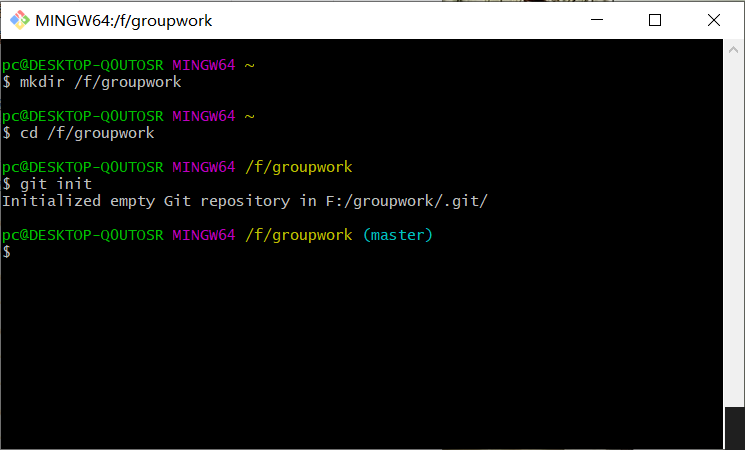 MINGW64:/f/groupwork
pc@DESKTOP-Q0UTOSR MINGW64 ~
$ mkdir /f/groupwork
pc@DESKTOP-Q0UTOSR MINGW64 ~
$ cd /f/groupwork
pc@DESKTOP-Q0UTOSR MINGW64 /f/groupwork
$ git init
Initialized empty Git repository in F:/groupwork/.git/
pc@DESKTOP-Q0UTOSR MINGW64 /f/groupwork (master)
$